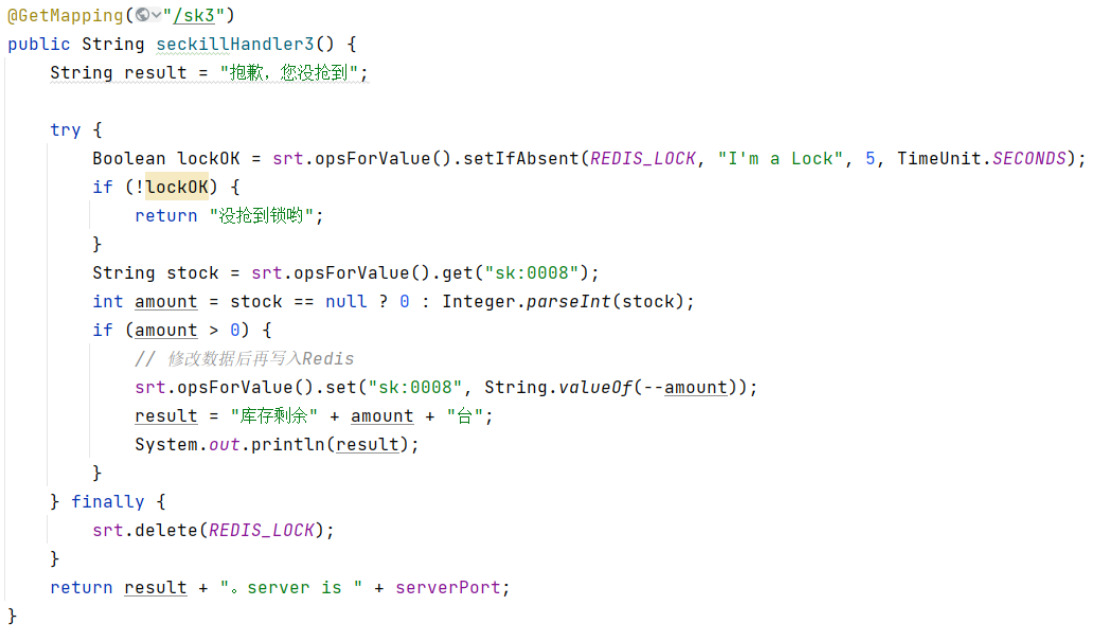 @GetMapping("/sk3")
public String seckillHandler3() {
    String result = "抱歉，您没抢到";

    try {
        Boolean lockOK = srt.opsForValue().setIfAbsent(REDIS_LOCK, "I'm a Lock", 5, TimeUnit.SECONDS);
        if (!lockOK) {
            return "没抢到锁哟";
        }
        String stock = srt.opsForValue().get("sk:0008");
        int amount = stock == null ? 0 : Integer.parseInt(stock);
        if (amount > 0) {
            // 修改数据后再写入Redis
            srt.opsForValue().set("sk:0008", String.valueOf(--amount));
            result = "库存剩余" + amount + "台";
            System.out.println(result);
        }
    } finally {
        srt.delete(REDIS_LOCK);
    }
    return result + "。server is " + serverPort;
}